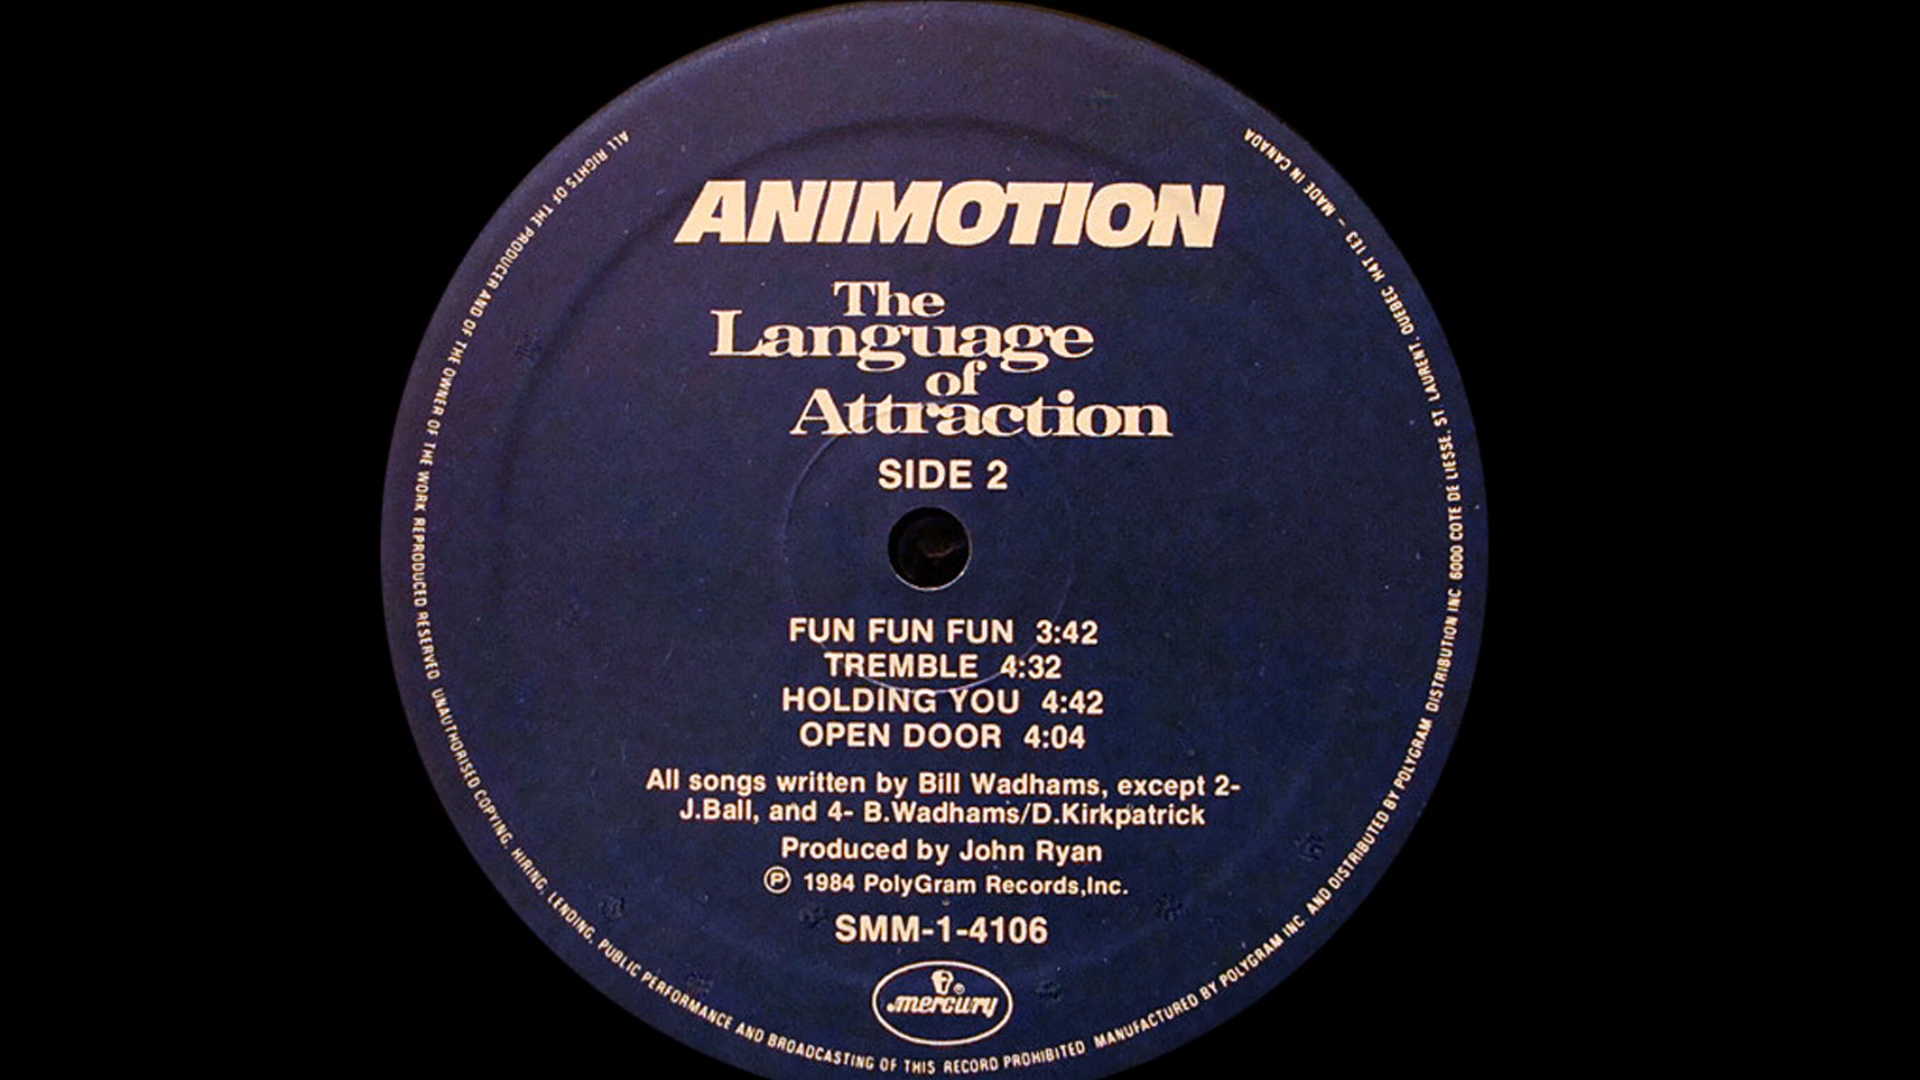 ANIMOTION
The
Language
of
Attraction
SIDE 2
FUN FUN FUN 3:42
TREMBLE 4:32
HOLDING YOU 4:42
OPEN DOOR 4:04
All songs written by Bill Wadhams, except 2-
J.Ball, and 4- B.Wadhams/D.Kirkpatrick
Produced by John Ryan
Ⓟ 1984 PolyGram Records,Inc.
SMM-1-4106
mercury®
ALL RIGHTS OF THE PRODUCER AND OF THE OWNER OF THE WORK REPRODUCED RESERVED UNAUTHORISED COPYING, HIRING, LENDING, PUBLIC PERFORMANCE AND BROADCASTING OF THIS RECORD PROHIBITED MANUFACTURED BY POLYGRAM INC. AND DISTRIBUTED BY POLYGRAM DISTRIBUTION INC 6000 COTE DE LIESSE, ST LAURENT, QUEBEC H4T 1E3 – MADE IN CANADA